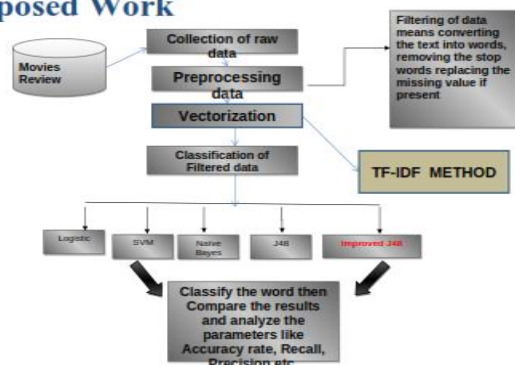 posed Work
Movies
Review
Collection of raw
data
Preprocessing
data
Vectorization
Classification of
Filtered data
Filtering of data
means converting
the text into words,
removing the stop
words replacing the
missing value if
present
TF-IDF METHOD
Logistic
SVM
Naive
Bayes
J48
Improved J48
Classify the word then
Compare the results
and analyze the
parameters like
Accuracy rate, Recall,
Precision etc